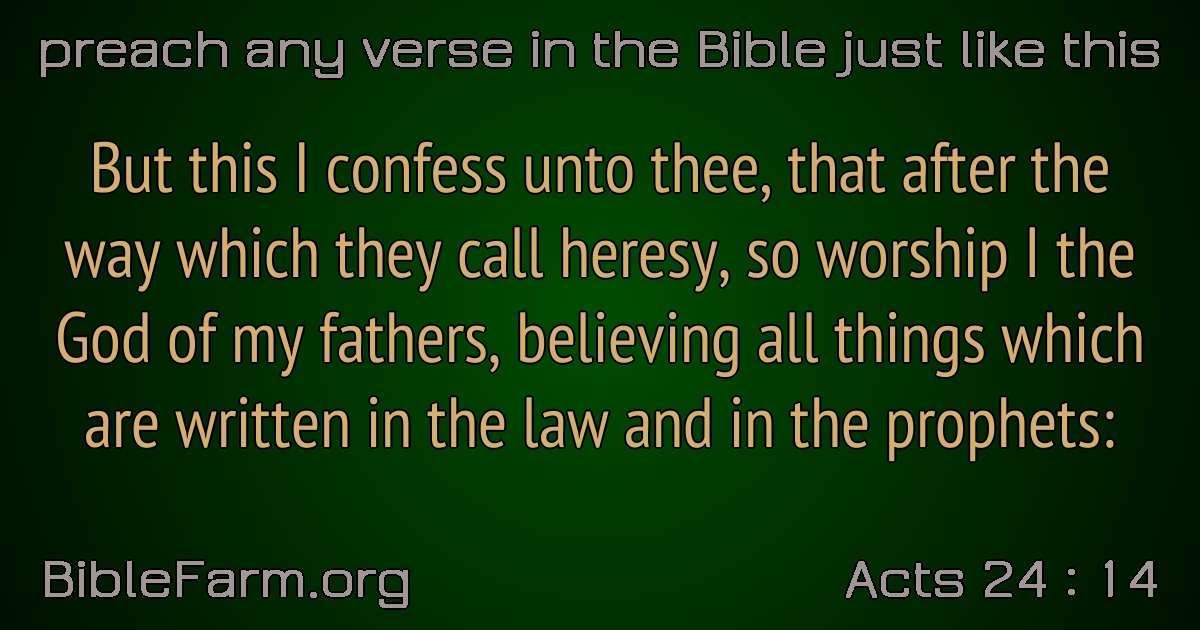 preach any verse in the Bible just like this
But this I confess unto thee, that after the
way which they call heresy, so worship I the
God of my fathers, believing all things which
are written in the law and in the prophets:
BibleFarm.org
Acts 24 : 14